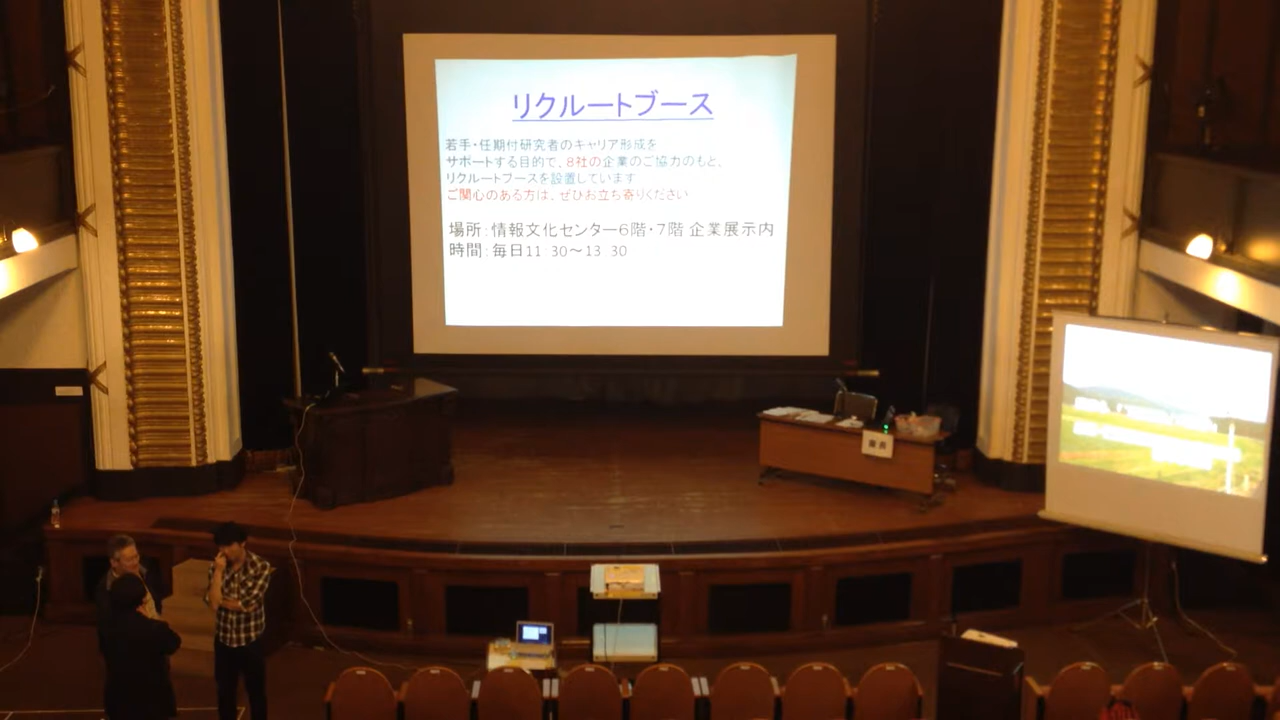 リクルートブース
若手・任期付研究者のキャリア形成を
サポートする目的で、8社の企業のご協力のもと、
リクルートブースを設置しています
ご関心のある方は、ぜひお立ち寄りください
場所：情報文化センター6階・7階 企業展示内
時間：毎日11：30～13：30